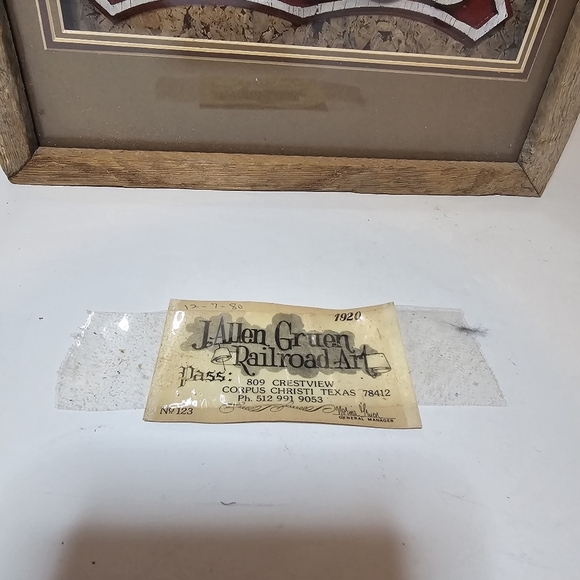 12-7-80
1920
J. Allen Gruen
Railroad Art
Pass:
809 CRESTVIEW
CORPUS CHRISTI TEXAS 78412
Ph. 512 991 9053
No 123
GENERAL MANAGER